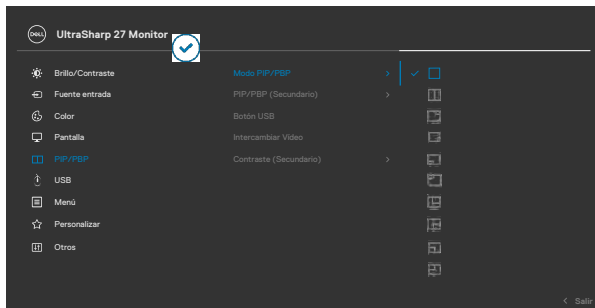 DELL UltraSharp 27 Monitor
Brillo/Contraste
Modo PIP/PBP
Fuente entrada
PIP/PBP (Secundario)
Color
Botón USB
Pantalla
Intercambiar Vídeo
PIP/PBP
Contraste (Secundario)
USB
Menú
Personalizar
Otros
Salir